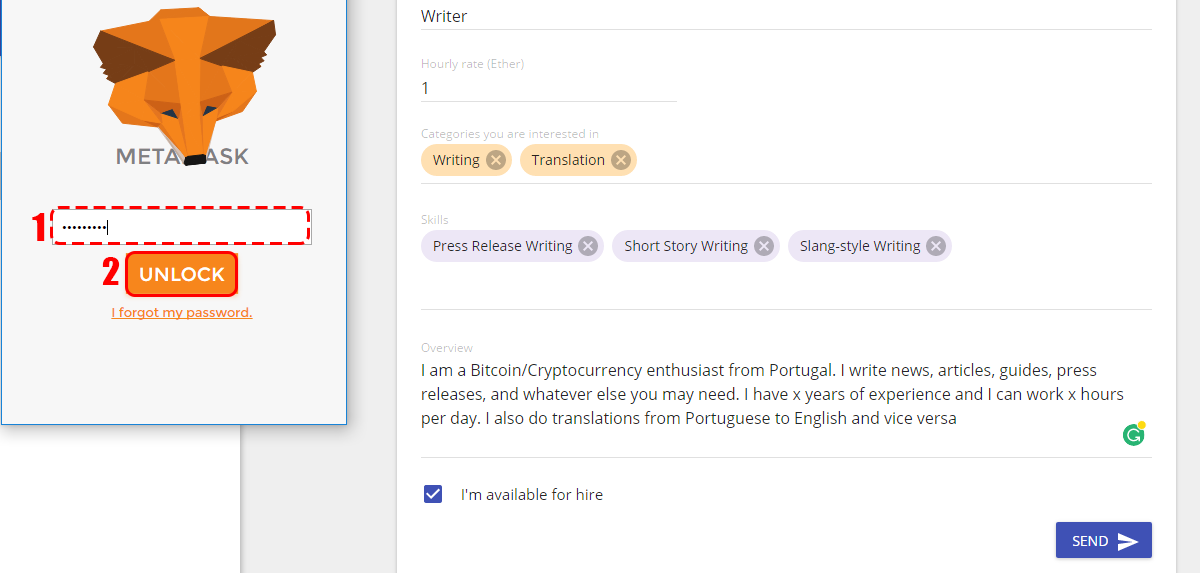 METAMASK
1
•••••••••
2
UNLOCK
I forgot my password.
Writer
Hourly rate (Ether)
1
Categories you are interested in
Writing Translation
Skills
Press Release Writing Short Story Writing Slang-style Writing
Overview
I am a Bitcoin/Cryptocurrency enthusiast from Portugal. I write news, articles, guides, press
releases, and whatever else you may need. I have x years of experience and I can work x hours
per day. I also do translations from Portuguese to English and vice versa
I'm available for hire
SEND